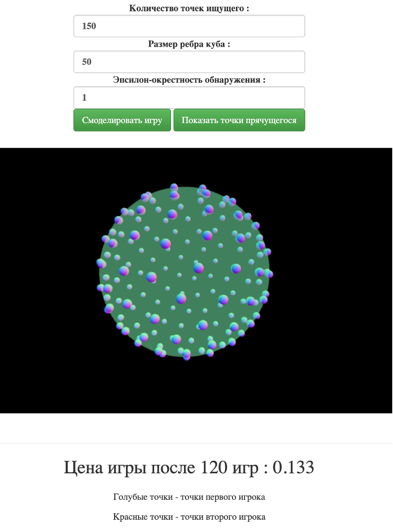 Количество точек ищущего :
150
Размер ребра куба :
50
Эпсилон-окрестность обнаружения :
1
Смоделировать игру Показать точки прячущегося
Цена игры после 120 игр : 0.133
Голубые точки - точки первого игрока
Красные точки - точки второго игрока